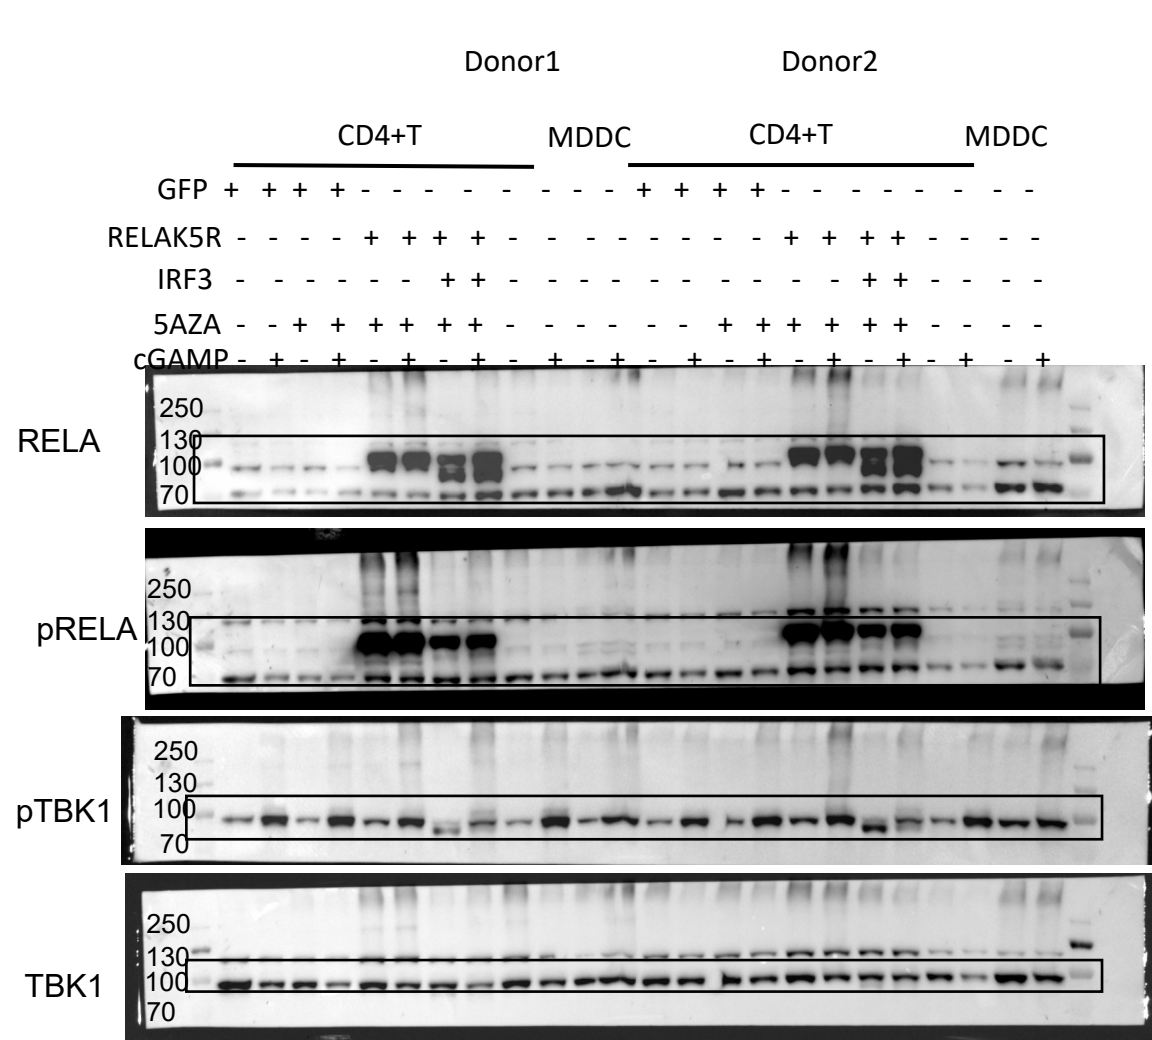 Donor1 Donor2
CD4+T MDDC CD4+T MDDC
GFP + + + + - - - - - - - - + + + + - - - - - - - -
RELAK5R - - - - + + + + - - - - - - - - + + + + - - - -
IRF3 - - - - - - + + - - - - - - - - - - + + - - - -
5AZA - - + + + + + + - - - - - - + + + + + + - - - -
cGAMP - + - + - + - + - + - + - + - + - + - + - + - +
RELA
250
130
100
70
pRELA
250
130
100
70
pTBK1
250
130
100
70
TBK1
250
130
100
70